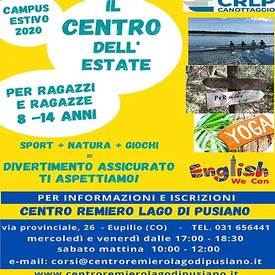 CAMPUS
ESTIVO
2020
IL
CENTRO
DELL'
ESTATE
CRLP
CANOTTAGGIO
PER RAGAZZI
E RAGAZZE
8 -14 ANNI
YOGA
SPORT + NATURA + GIOCHI
=
DIVERTIMENTO ASSICURATO
TI ASPETTIAMO!
English
We Can
PER INFORMAZIONI E ISCRIZIONI
CENTRO REMIERO LAGO DI PUSIANO
via provinciale, 26 - Eupilio (CO) - TEL. 031 656441
mercoledì e venerdì dalle 17:00 - 18:30
sabato mattina 10:00 - 12:00
e-mail: corsi@centroremierolagodipusiano.it
www.centroremierolagodipusiano.it